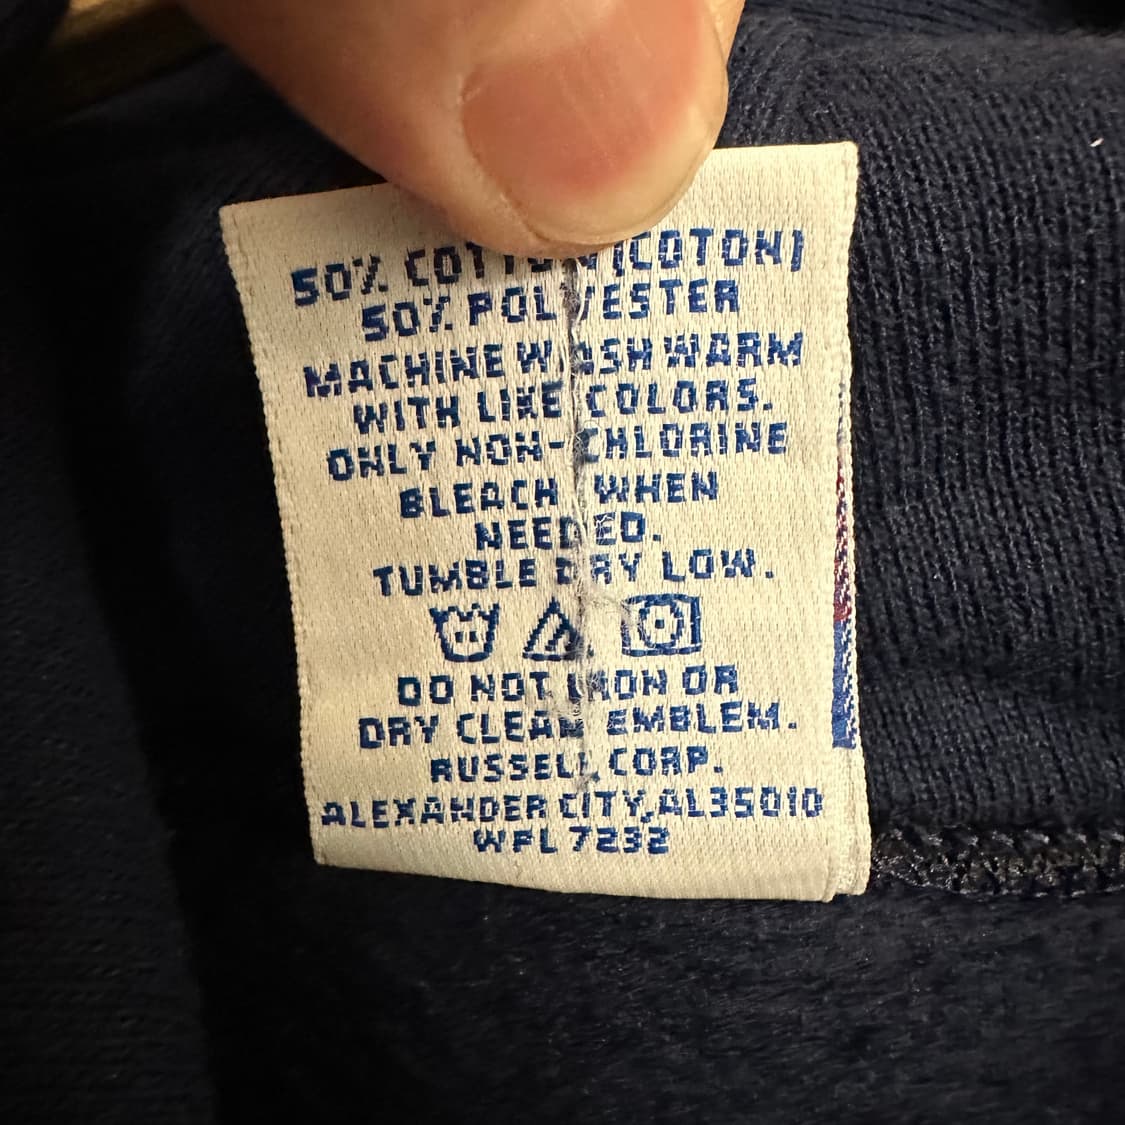 50% COTTON (COTON)
50% POLYESTER
MACHINE WASH WARM
WITH LIKE COLORS.
ONLY NON-CHLORINE
BLEACH WHEN
NEEDED.
TUMBLE DRY LOW.
DO NOT IRON OR
DRY CLEAN EMBLEM.
RUSSELL CORP.
ALEXANDER CITY, AL35010
WPL 7232